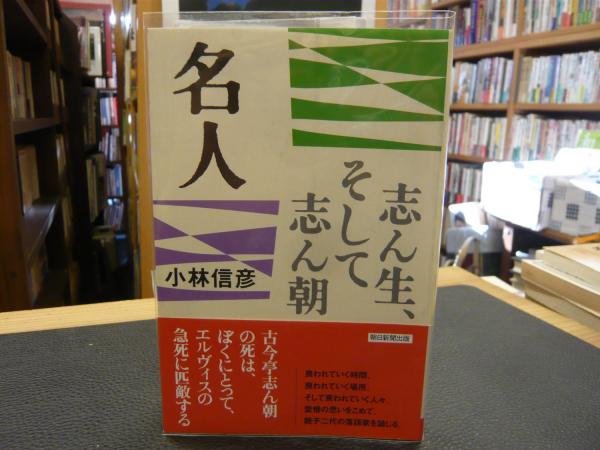 名人
志ん生、
そして
志ん朝
小林信彦
古今亭志ん朝
の死は、
ぼくにとって、
エルヴィスの
急死に匹敵する
朝日新聞出版
喪われていく時間、
喪われていく場所、
そして喪われていく人々。
愛惜の思いをこめて、
親子二代の落語家を論じる。